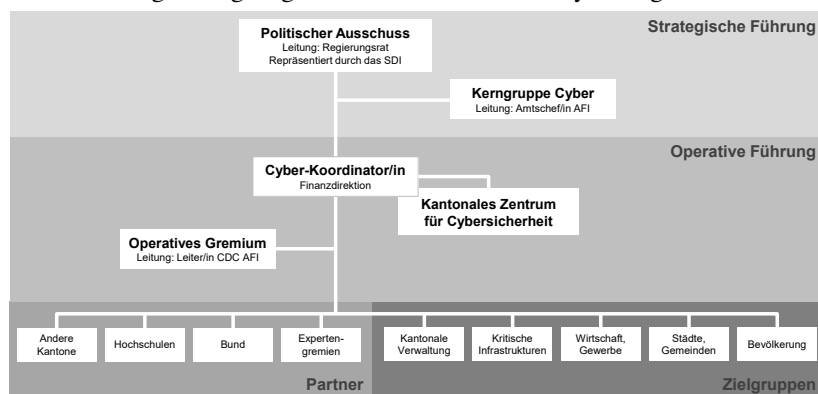 Politischer Ausschuss
Leitung: Regierungsrat
Repräsentiert durch das SDI
Strategische Führung
Kerngruppe Cyber
Leitung: Amtschef/in AFI
Operative Führung
Cyber-Koordinator/in
Finanzdirektion
Kantonales Zentrum
für Cybersicherheit
Operatives Gremium
Leitung: Leiter/in CDC AFI
Andere
Kantone
Hochschulen
Bund
Experten-
gremien
Kantonale
Verwaltung
Kritische
Infrastrukturen
Wirtschaft,
Gewerbe
Städte,
Gemeinden
Bevölkerung
Partner
Zielgruppen